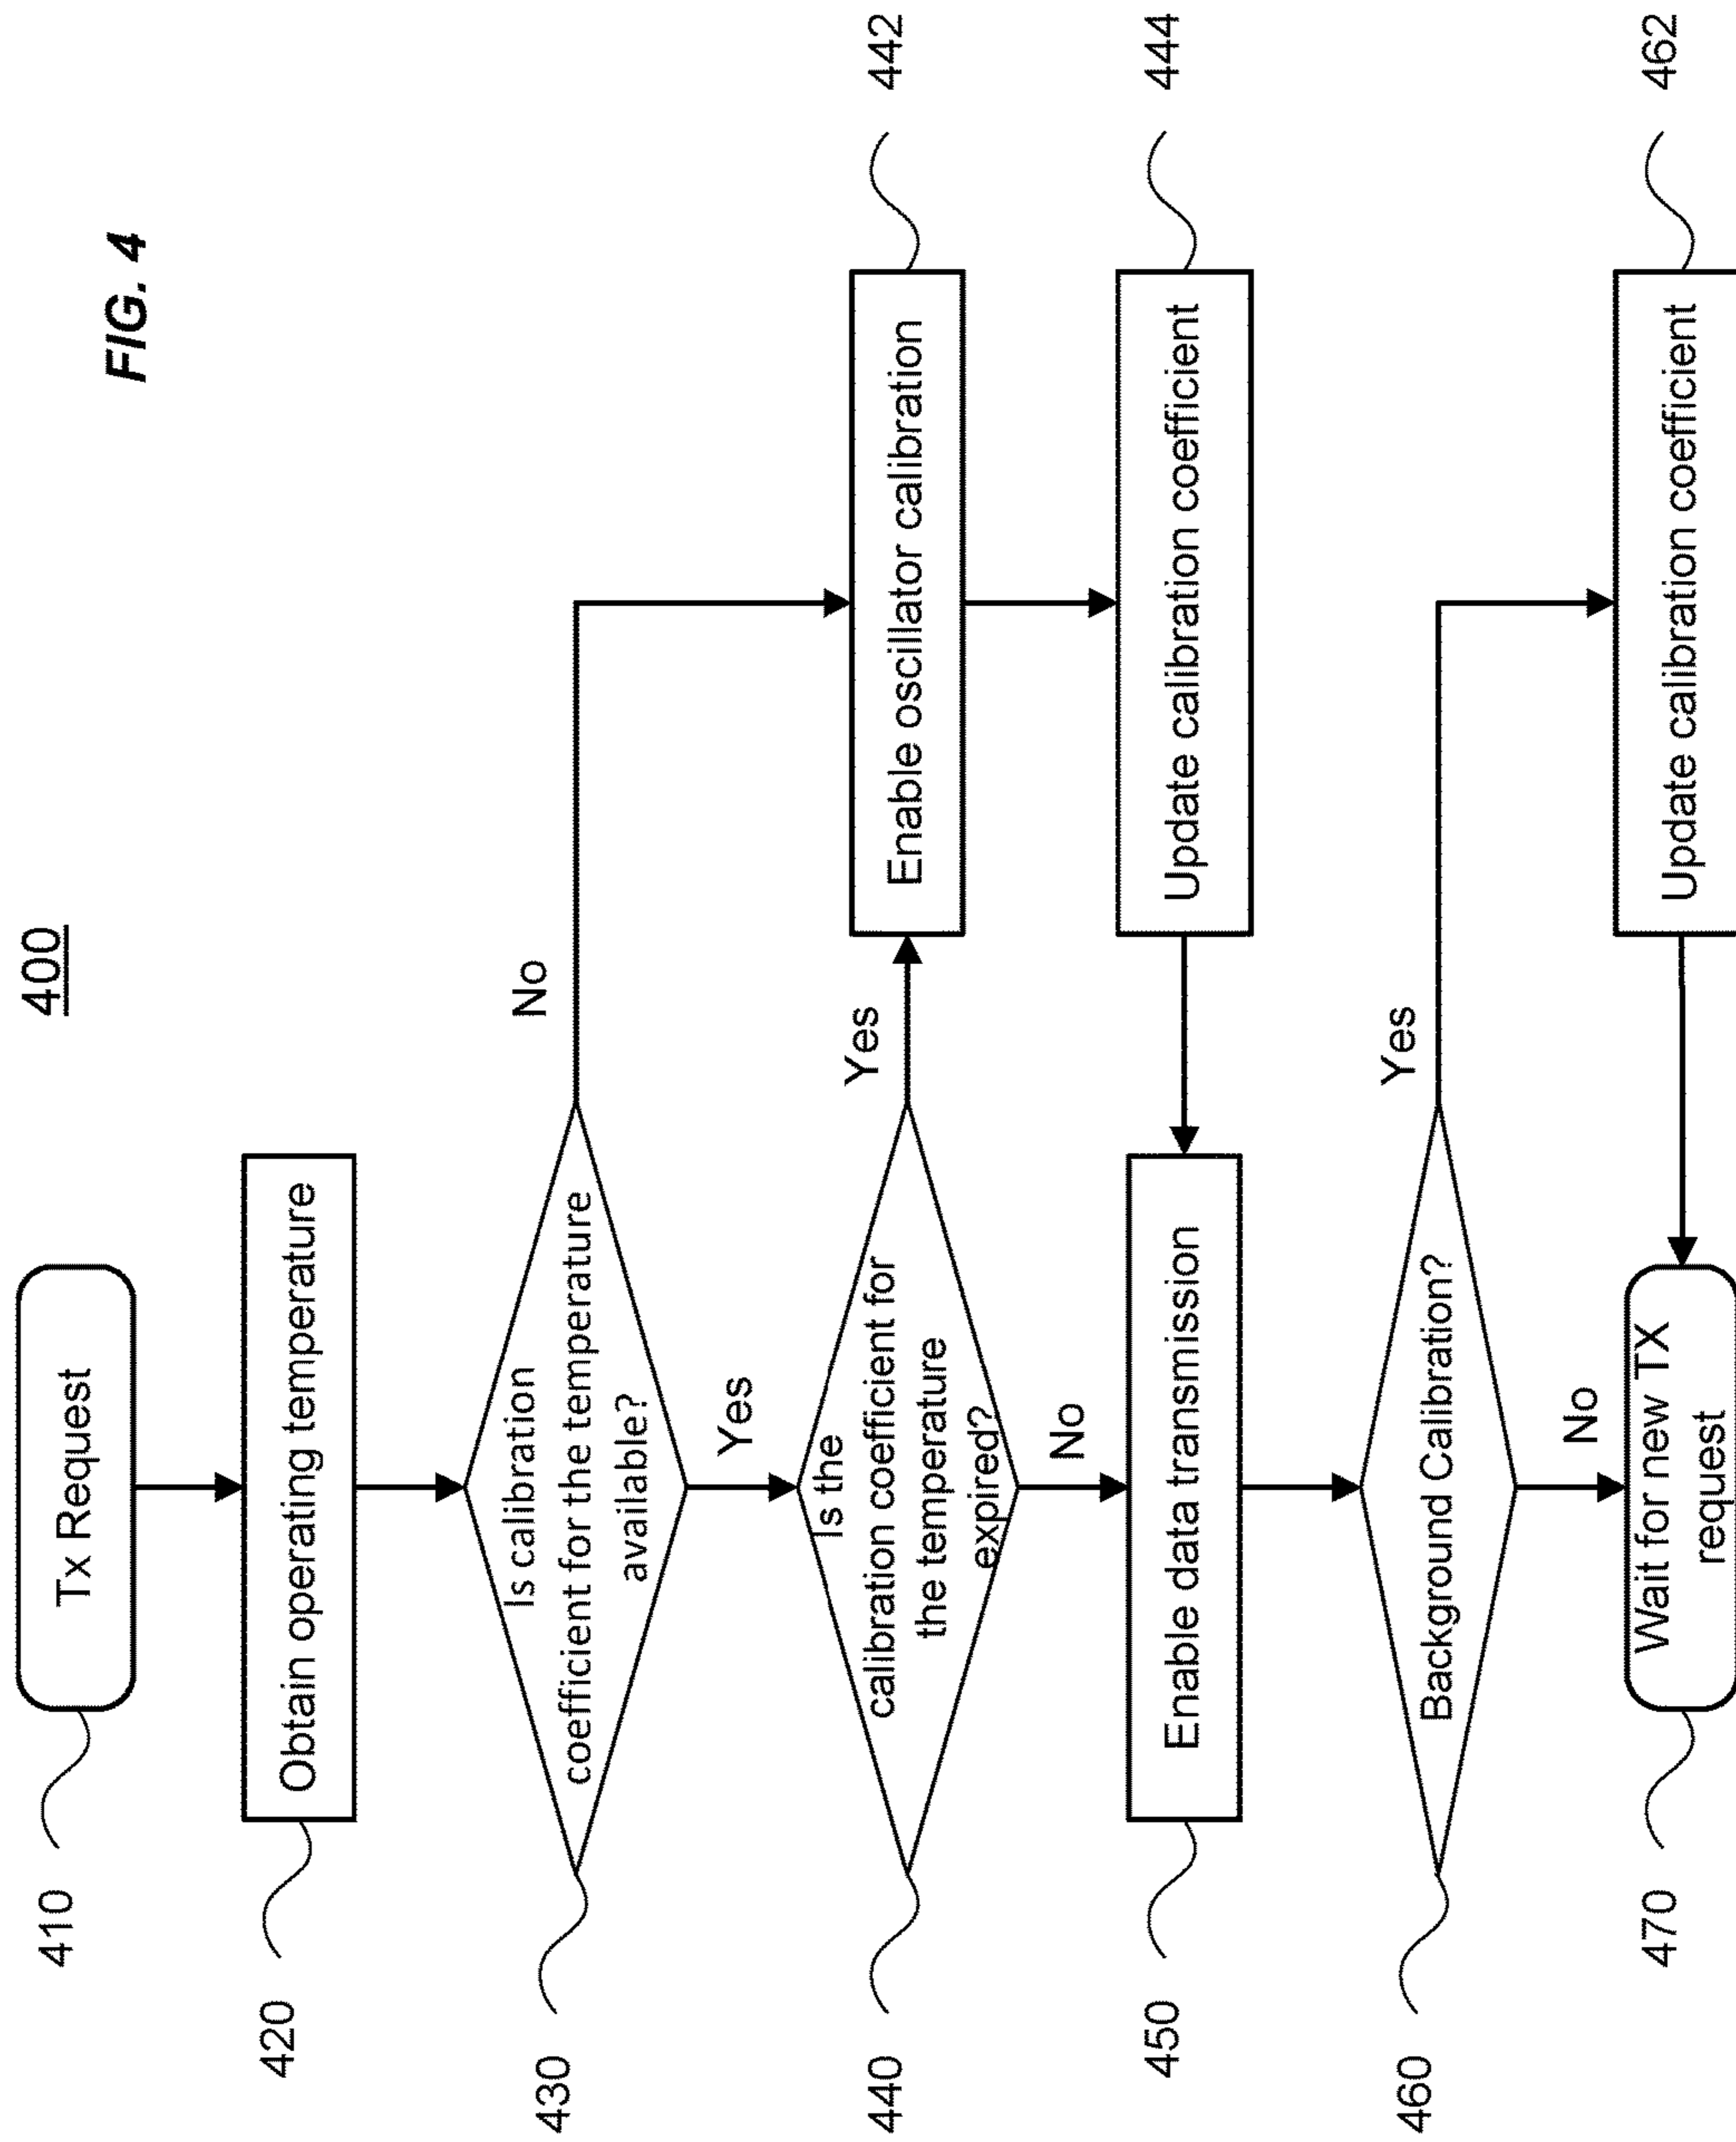 400
FIG. 4
410
Tx Request
420
Obtain operating temperature
430
Is calibration
coefficient for the temperature
available?
No
Yes
440
Is the
calibration coefficient for
the temperature
expired?
Yes
Enable oscillator calibration
442
No
450
Enable data transmission
Update calibration coefficient
444
460
Background Calibration?
Yes
No
470
Wait for new TX
request
Update calibration coefficient
462